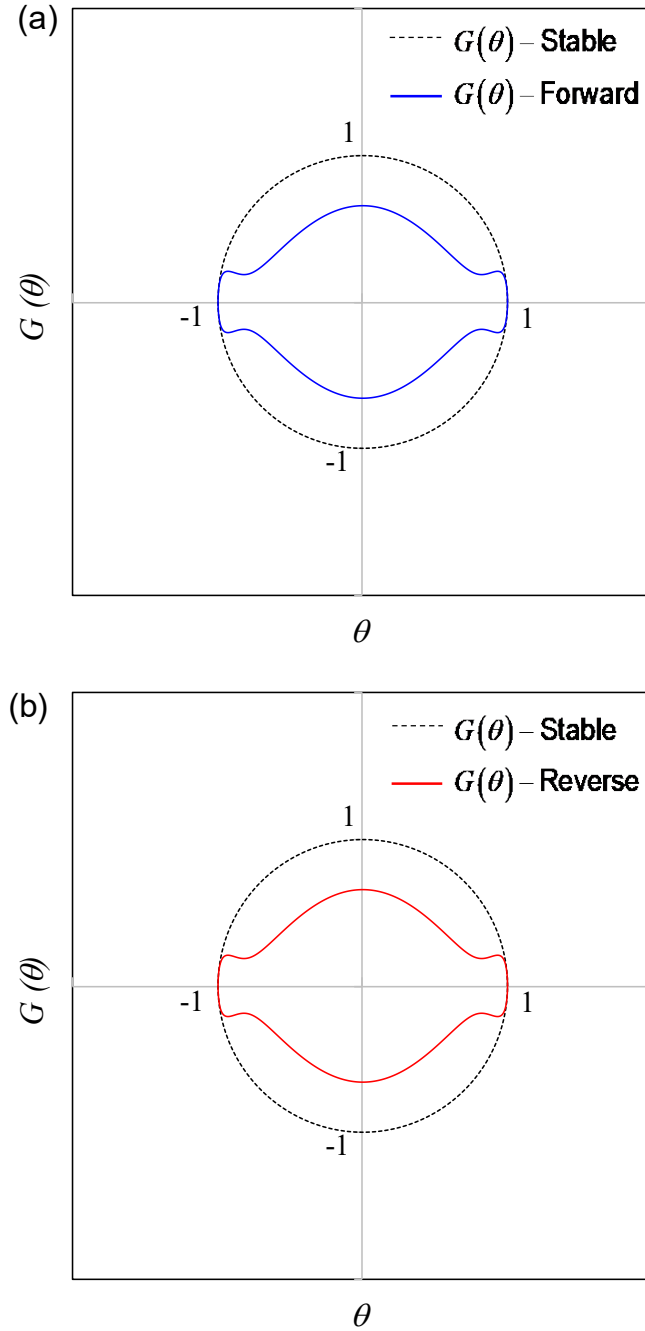 (a)
G(θ) – Stable
G(θ) – Forward
1
G (θ)
-1
1
-1
θ
(b)
G(θ) – Stable
G(θ) – Reverse
1
G (θ)
-1
1
-1
θ